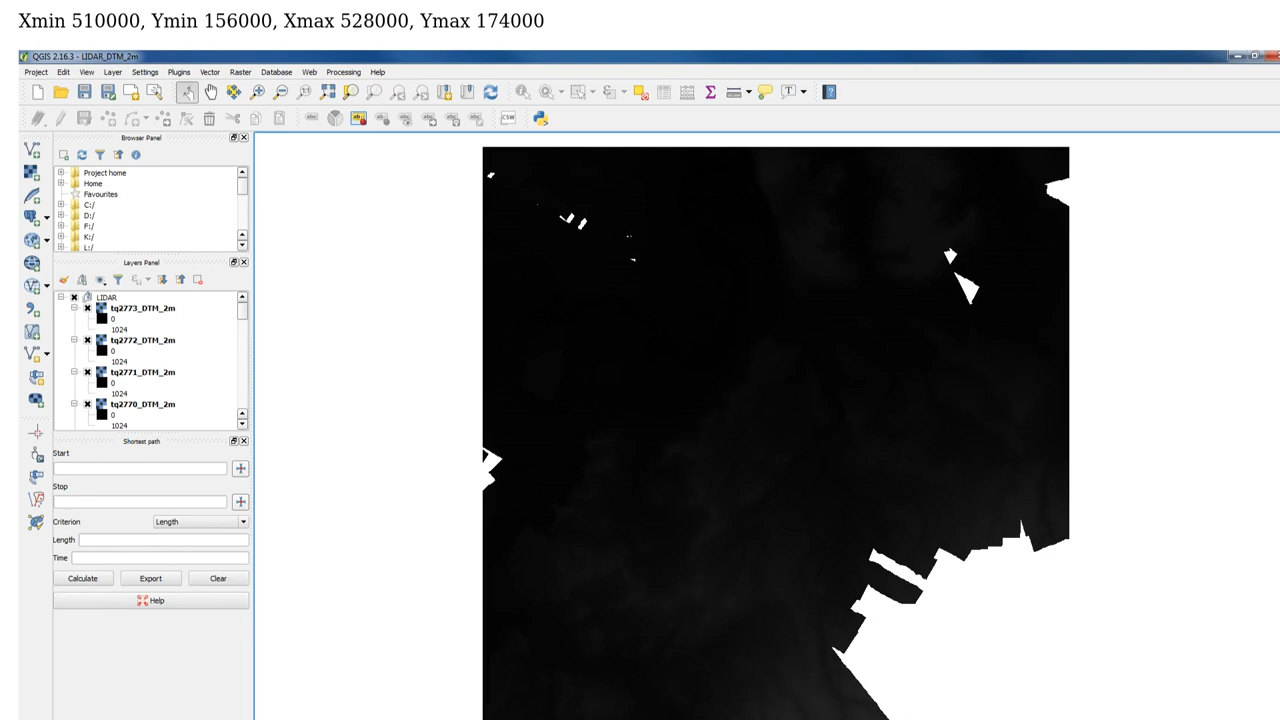 Xmin 510000, Ymin 156000, Xmax 528000, Ymax 174000
QGIS 2.16.3 - LIDAR_DTM_2m
Project Edit View Layer Settings Plugins Vector Raster Database Web Processing Help
abc abc CSW
Browser Panel
Project home
Home
Favourites
C:/
D:/
F:/
K:/
L:/
Layers Panel
LIDAR
tq2773_DTM_2m
0
1024
tq2772_DTM_2m
0
1024
tq2771_DTM_2m
0
1024
tq2770_DTM_2m
0
1024
Shortest path
Start
Stop
Criterion Length
Length
Time
Calculate Export Clear
Help